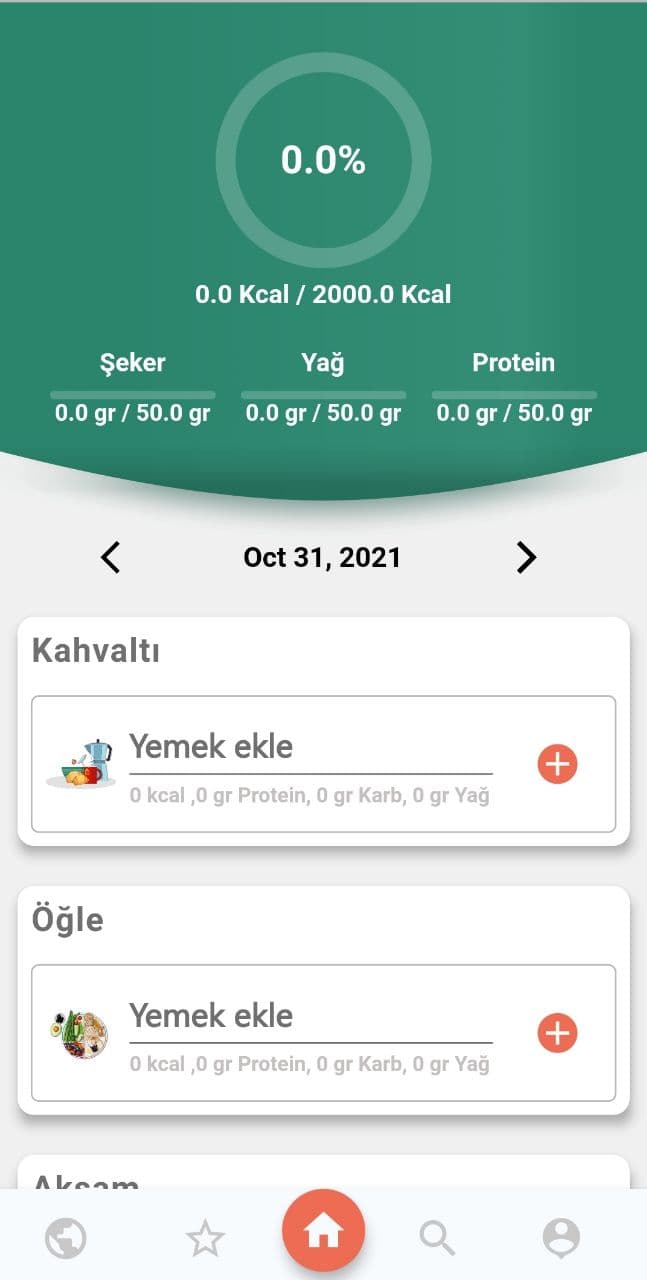 0.0%
0.0 Kcal / 2000.0 Kcal
Şeker Yağ Protein
0.0 gr / 50.0 gr 0.0 gr / 50.0 gr 0.0 gr / 50.0 gr
Oct 31, 2021
Kahvaltı
Yemek ekle
0 kcal ,0 gr Protein, 0 gr Karb, 0 gr Yağ
Öğle
Yemek ekle
0 kcal ,0 gr Protein, 0 gr Karb, 0 gr Yağ
Akşam